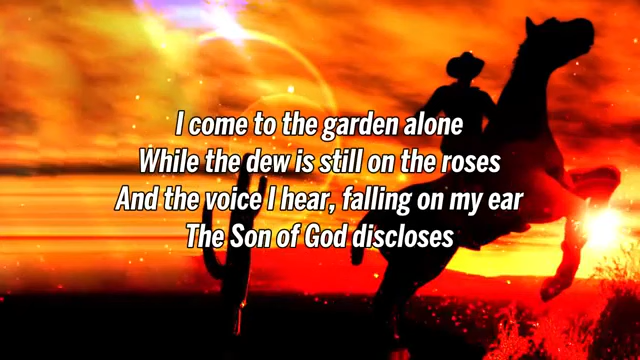 I come to the garden alone
While the dew is still on the roses
And the voice I hear, falling on my ear
The Son of God discloses